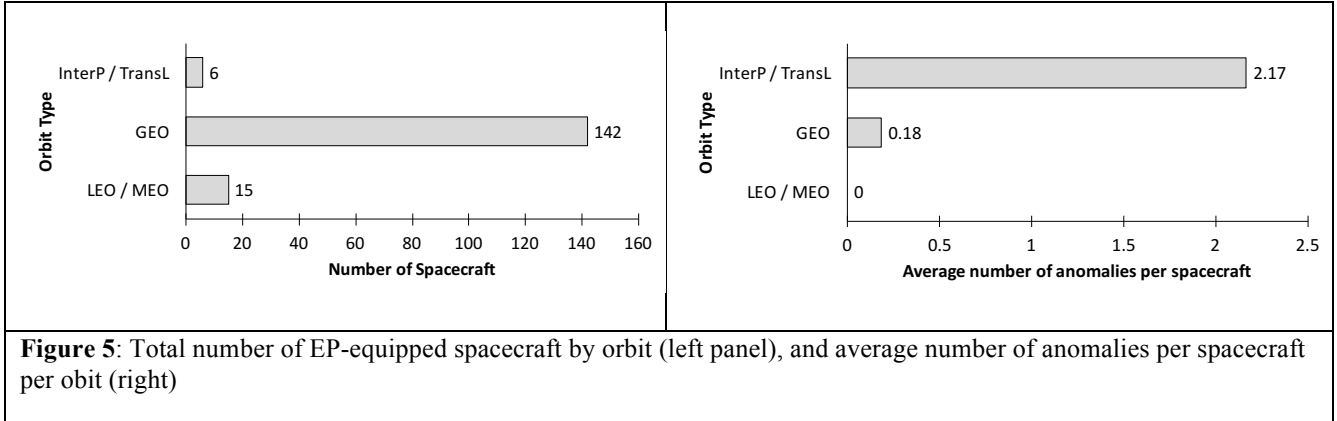 Orbit Type
InterP / TransL
6
GEO
142
LEO / MEO
15
0 20 40 60 80 100 120 140 160
Number of Spacecraft
Orbit Type
InterP / TransL
2.17
GEO
0.18
LEO / MEO
0
0 0.5 1 1.5 2 2.5
Average number of anomalies per spacecraft
Figure 5: Total number of EP-equipped spacecraft by orbit (left panel), and average number of anomalies per spacecraft
per obit (right)